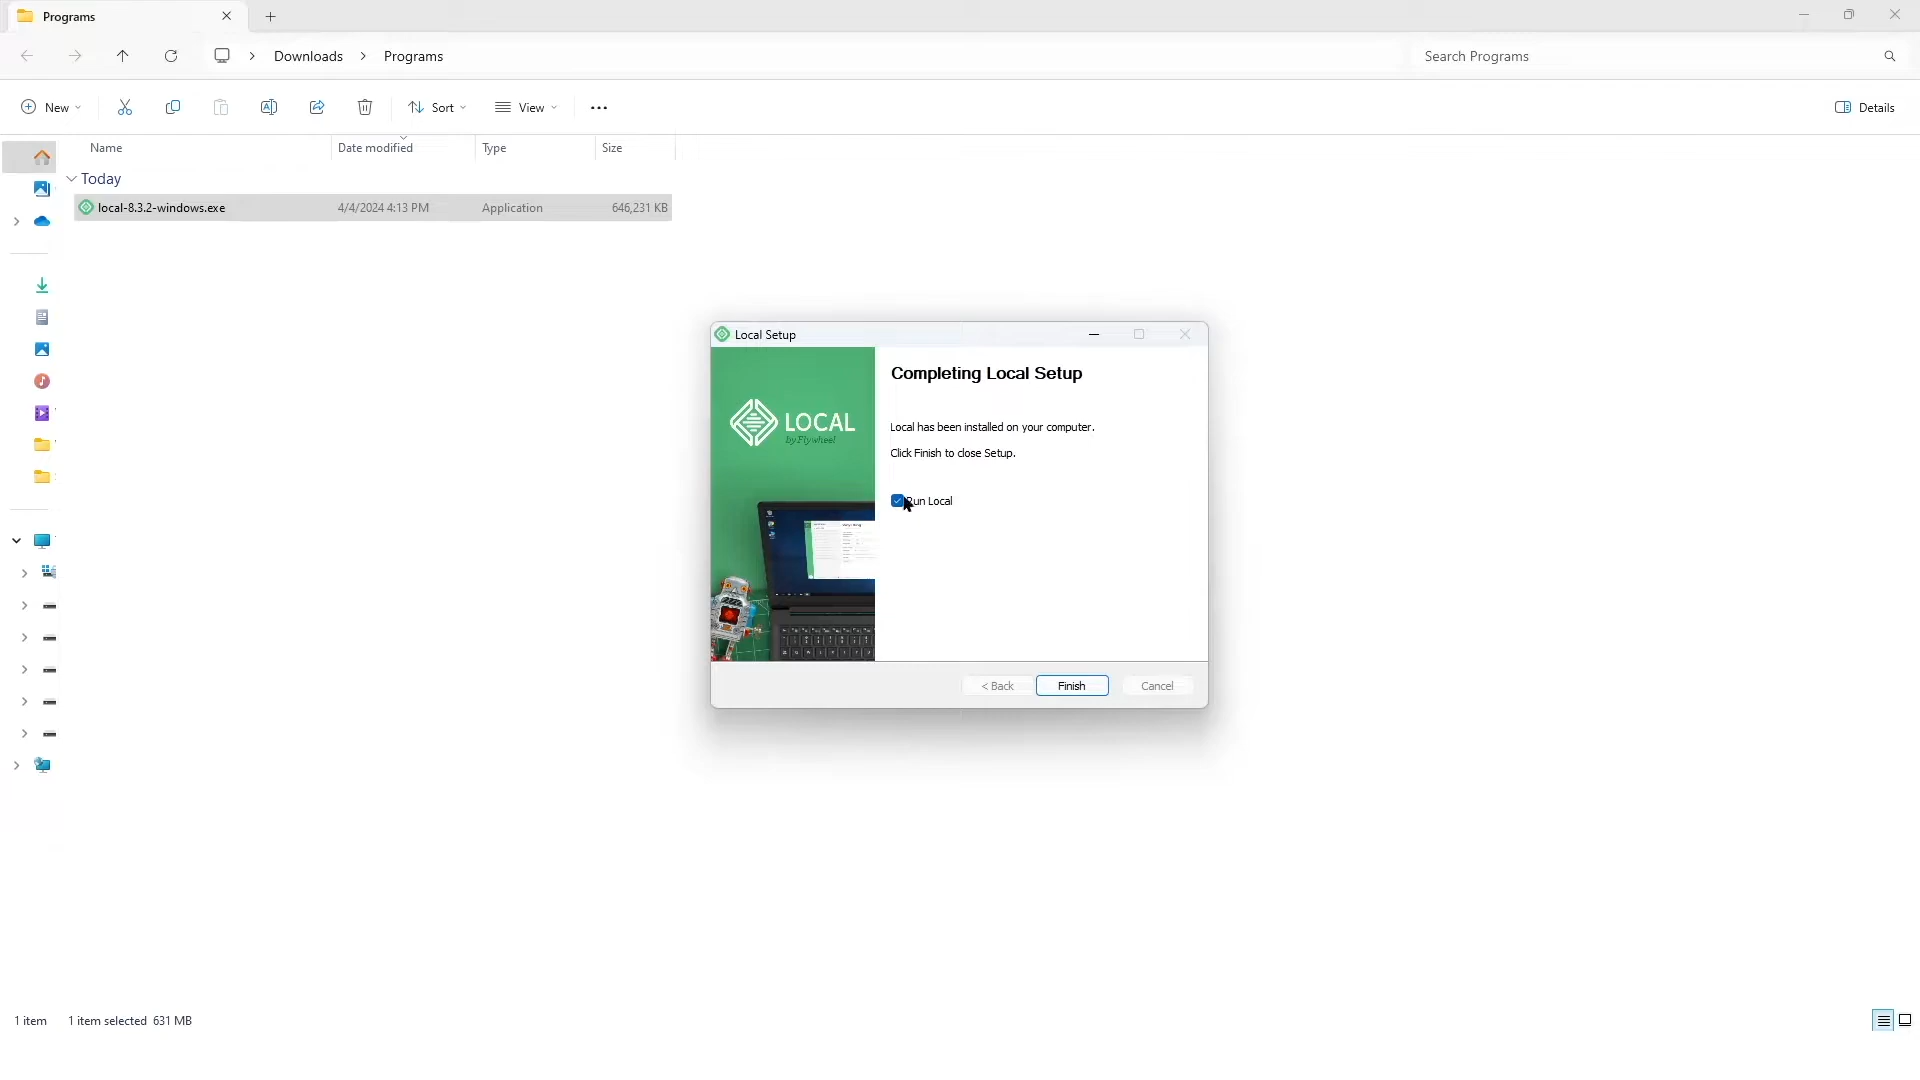 Programs
Downloads > Programs
Search Programs
New
Sort
View
Details
Name Date modified Type Size
Today
local-8.3.2-windows.exe 4/4/2024 4:13 PM Application 646,231 KB
Local Setup
LOCAL
by Flywheel
Completing Local Setup
Local has been installed on your computer.
Click Finish to close Setup.
Run Local
< Back Finish Cancel
1 item 1 item selected 631 MB